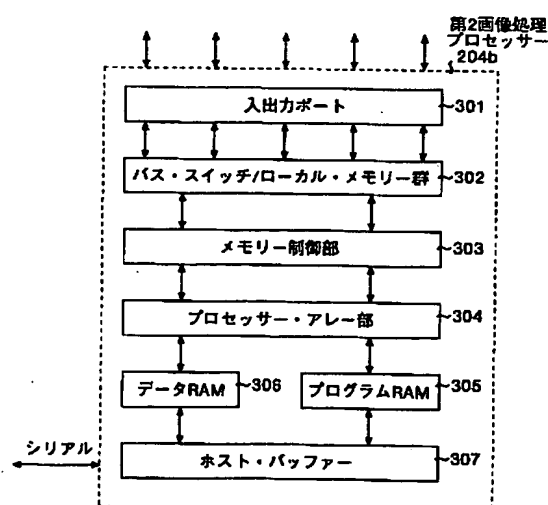 第2画像処理
プロセッサー
204b
入出力ポート
301
バス・スイッチ/ローカル・メモリー群
302
メモリー制御部
303
プロセッサー・アレー部
304
データRAM
306
プログラムRAM
305
シリアル
ホスト・バッファー
307